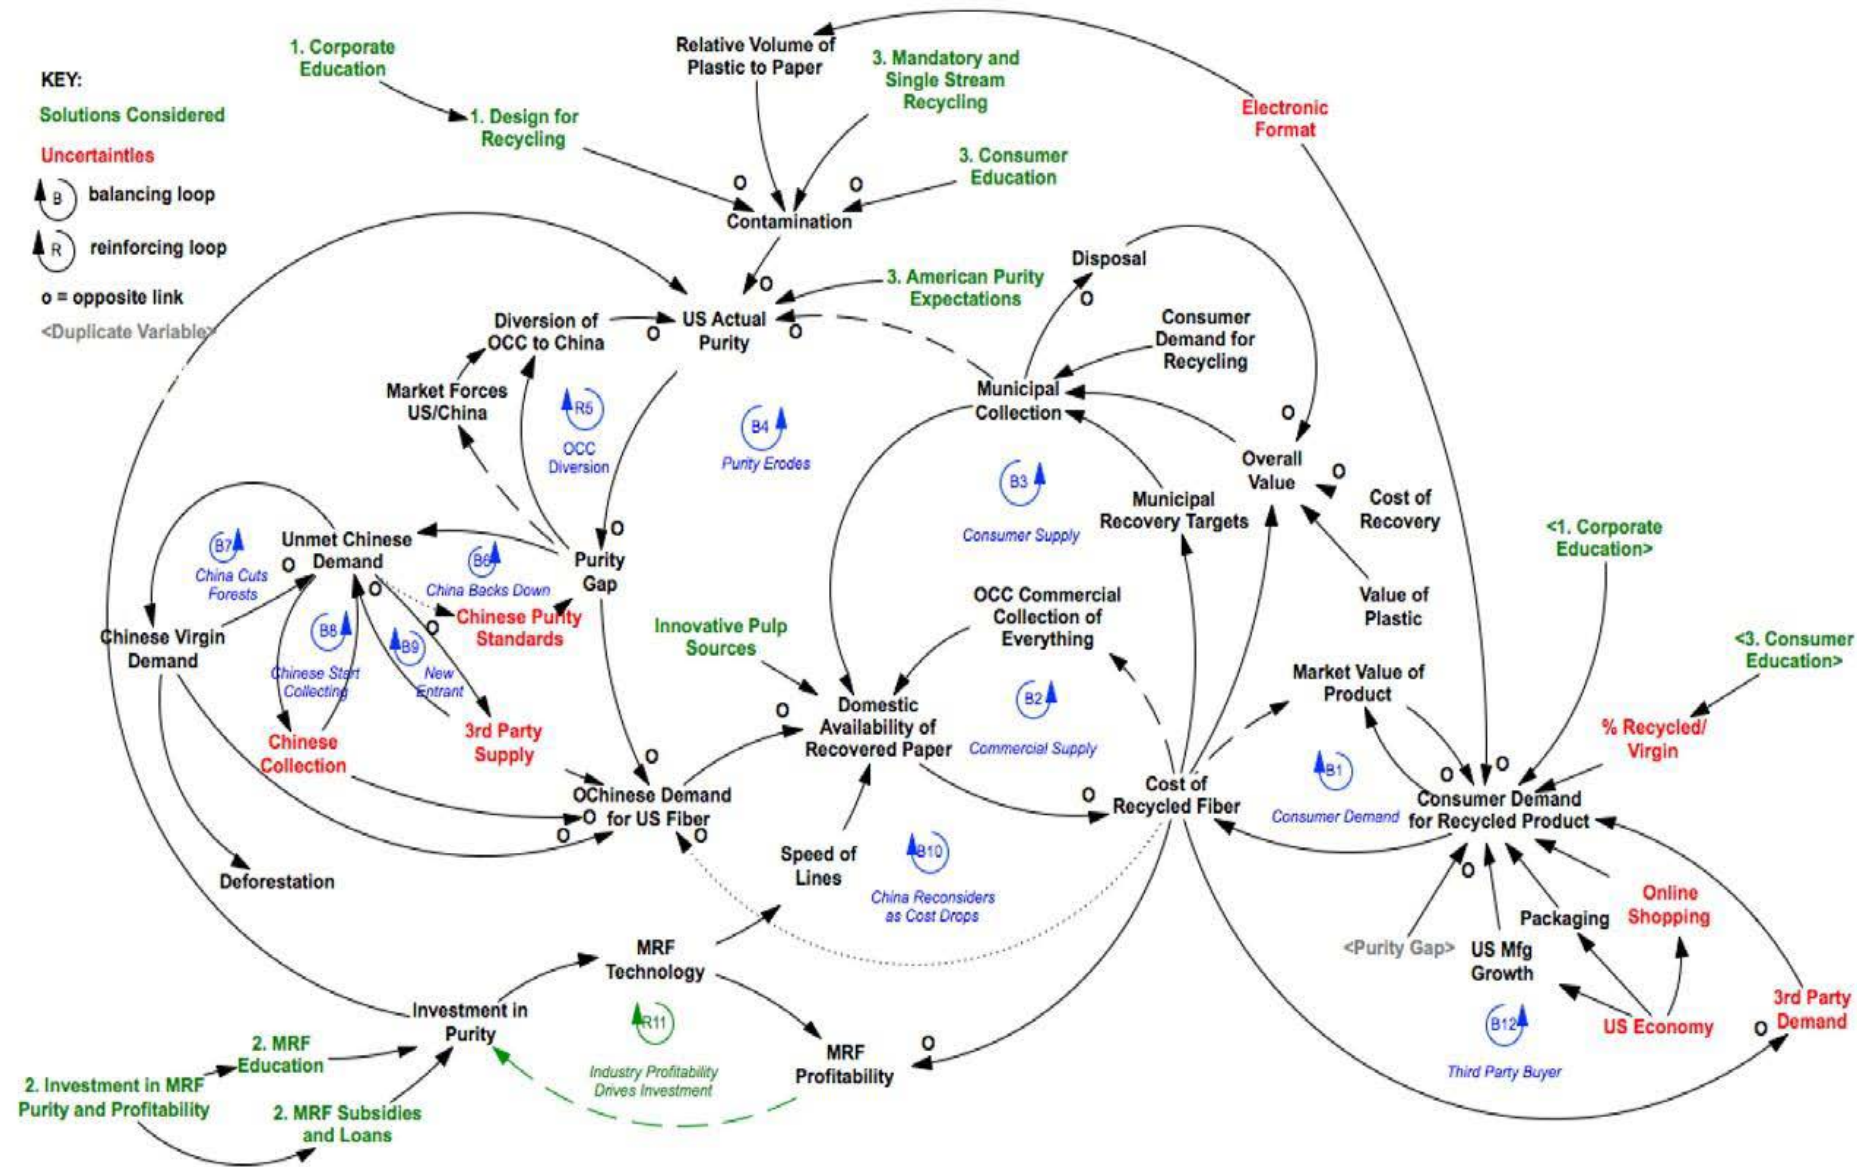 KEY:
Solutions Considered
Uncertainties
B balancing loop
R reinforcing loop
o = opposite link
<Duplicate Variable>
1. Corporate
Education
1. Design for
Recycling
Relative Volume of
Plastic to Paper
3. Mandatory and
Single Stream
Recycling
3. Consumer
Education
O
O
Contamination
Electronic
Format
O
3. American Purity
Expectations
Disposal
O
Diversion of
OCC to China
O
US Actual
Purity
O
Consumer
Demand for
Recycling
Market Forces
US/China
R5
OCC
Diversion
B4
Purity Erodes
Municipal
Collection
O
Overall
Value
O
B3
Consumer Supply
Municipal
Recovery Targets
Cost of
Recovery
Unmet Chinese
Demand
O
B7
China Cuts
Forests
B6
China Backs Down
O
Purity
Gap
O
O
Chinese Purity
Standards
Chinese Virgin
Demand
B8
Chinese Start
Collecting
B9
New
Entrant
Innovative Pulp
Sources
OCC Commercial
Collection of
Everything
Value of
Plastic
<1. Corporate
Education>
<3. Consumer
Education>
Chinese
Collection
3rd Party
Supply
O
Domestic
Availability of
Recovered Paper
B2
Commercial Supply
Market Value of
Product
% Recycled/
Virgin
O
OChinese Demand
for US Fiber
O
O
O
O
Cost of
Recycled Fiber
B1
Consumer Demand
O
O
Consumer Demand
for Recycled Product
O
Deforestation
Speed of
Lines
B10
China Reconsiders
as Cost Drops
Online
Shopping
Packaging
<Purity Gap>
US Mfg
Growth
MRF
Technology
Investment in
Purity
R11
Industry Profitability
Drives Investment
MRF
Profitability
O
B12
Third Party Buyer
US Economy
3rd Party
Demand
O
2. MRF
Education
2. Investment in MRF
Purity and Profitability
2. MRF Subsidies
and Loans